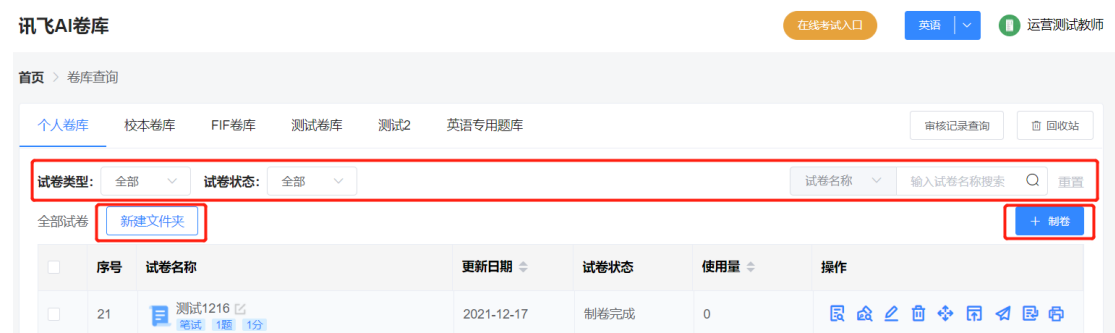 讯飞AI卷库 在线考试入口 英语 运营测试教师
首页 > 卷库查询
个人卷库 校本卷库 FIF卷库 测试卷库 测试2 英语专用题库 审核记录查询 回收站
试卷类型: 全部 试卷状态: 全部 试卷名称 输入试卷名称搜索 重置
全部试卷 新建文件夹 + 制卷
序号 试卷名称 更新日期 试卷状态 使用量 操作
21 测试1216 2021-12-17 制卷完成 0
笔试 1题 1分